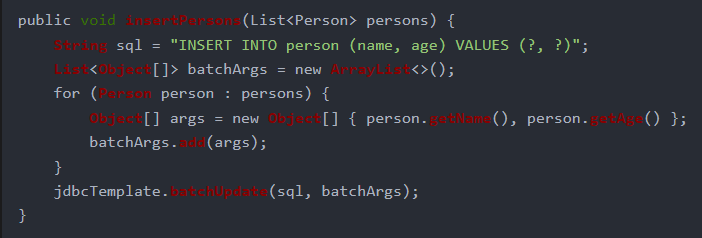 public void insertPersons(List<Person> persons) {
String sql = "INSERT INTO person (name, age) VALUES (?, ?)";
List<Object[]> batchArgs = new ArrayList<>();
for (Person person : persons) {
Object[] args = new Object[] { person.getName(), person.getAge() };
batchArgs.add(args);
}
jdbcTemplate.batchUpdate(sql, batchArgs);
}